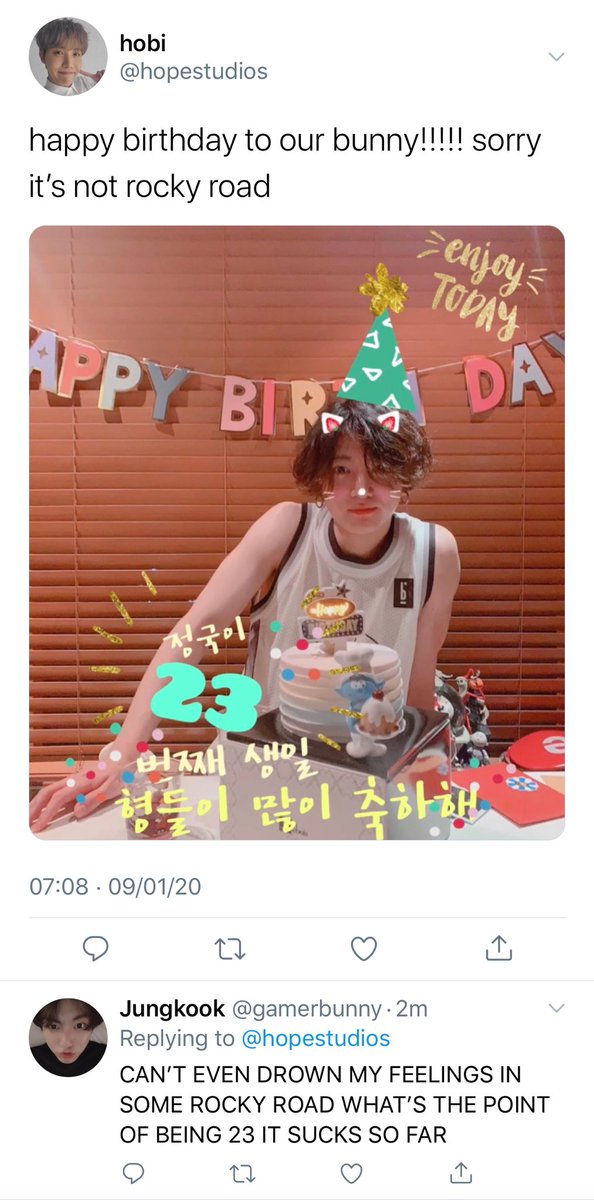 hobi
@hopestudios
happy birthday to our bunny!!!!! sorry
it’s not rocky road
enjoy
TODAY
APPY BIR DAY
Happy
정국이
23
번째 생일
형들이 많이 축하해
07:08 · 09/01/20
Jungkook @gamerbunny · 2m
Replying to @hopestudios
CAN’T EVEN DROWN MY FEELINGS IN
SOME ROCKY ROAD WHAT’S THE POINT
OF BEING 23 IT SUCKS SO FAR